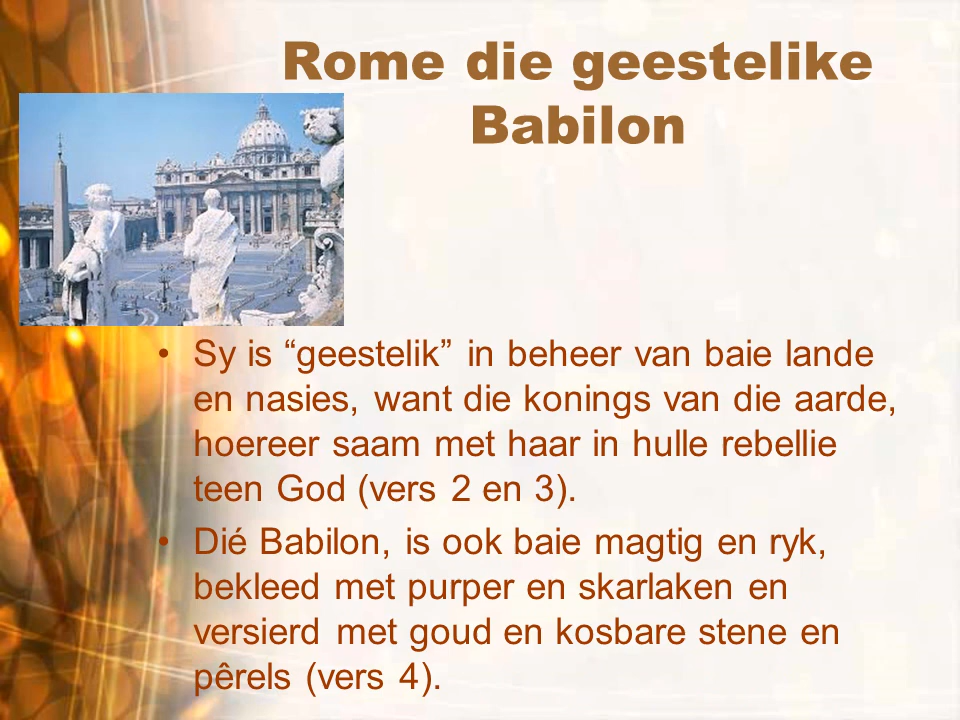 Rome die geestelike
Babilon
• Sy is “geestelik” in beheer van baie lande
en nasies, want die konings van die aarde,
hoereer saam met haar in hulle rebellie
teen God (vers 2 en 3).
• Dié Babilon, is ook baie magtig en ryk,
bekleed met purper en skarlaken en
versierd met goud en kosbare stene en
pêrels (vers 4).